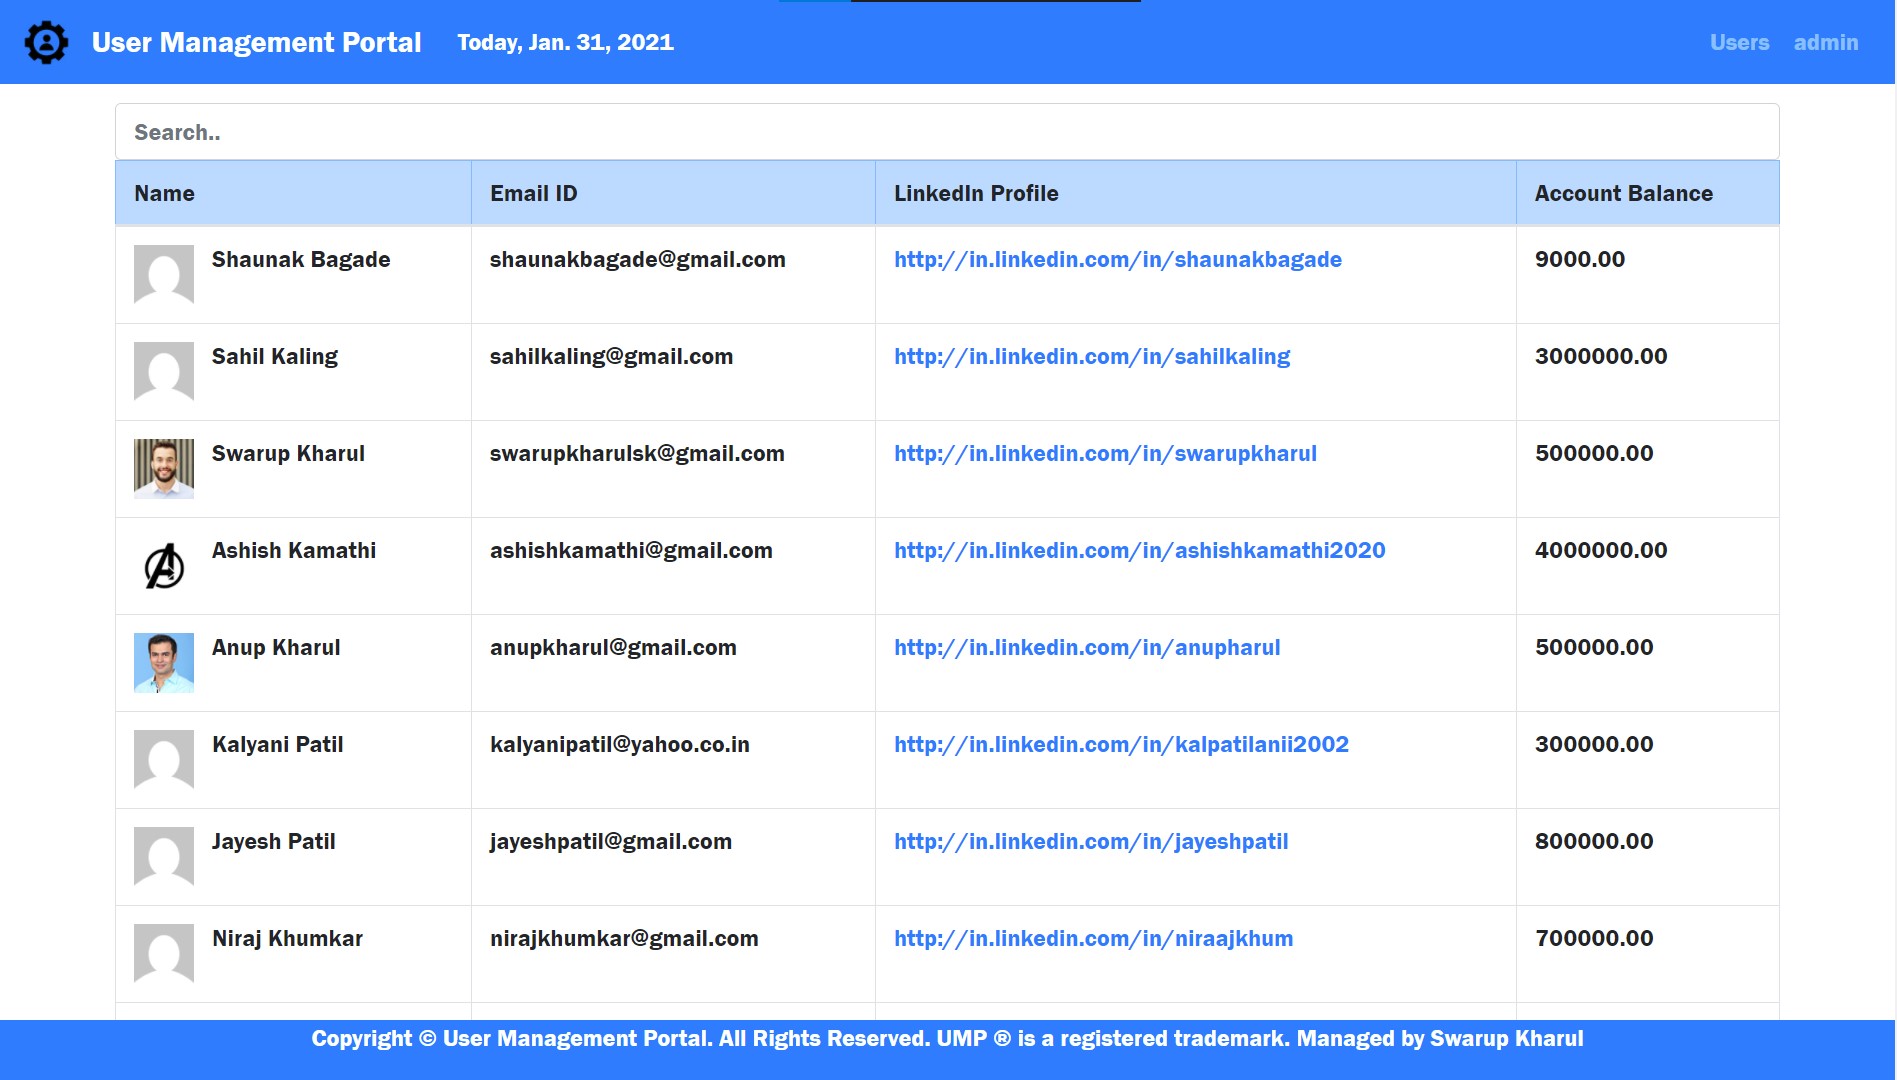 User Management Portal Today, Jan. 31, 2021 Users admin
Search..
Name Email ID LinkedIn Profile Account Balance
Shaunak Bagade shaunakbagade@gmail.com http://in.linkedin.com/in/shaunakbagade 9000.00
Sahil Kaling sahilkaling@gmail.com http://in.linkedin.com/in/sahilkaling 3000000.00
Swarup Kharul swarupkharulsk@gmail.com http://in.linkedin.com/in/swarupkharul 500000.00
Ashish Kamathi ashishkamathi@gmail.com http://in.linkedin.com/in/ashishkamathi2020 4000000.00
Anup Kharul anupkharul@gmail.com http://in.linkedin.com/in/anupharul 500000.00
Kalyani Patil kalyanipatil@yahoo.co.in http://in.linkedin.com/in/kalpatilanii2002 300000.00
Jayesh Patil jayeshpatil@gmail.com http://in.linkedin.com/in/jayeshpatil 800000.00
Niraj Khumkar nirajkhumkar@gmail.com http://in.linkedin.com/in/niraajkhum 700000.00
Copyright © User Management Portal. All Rights Reserved. UMP ® is a registered trademark. Managed by Swarup Kharul